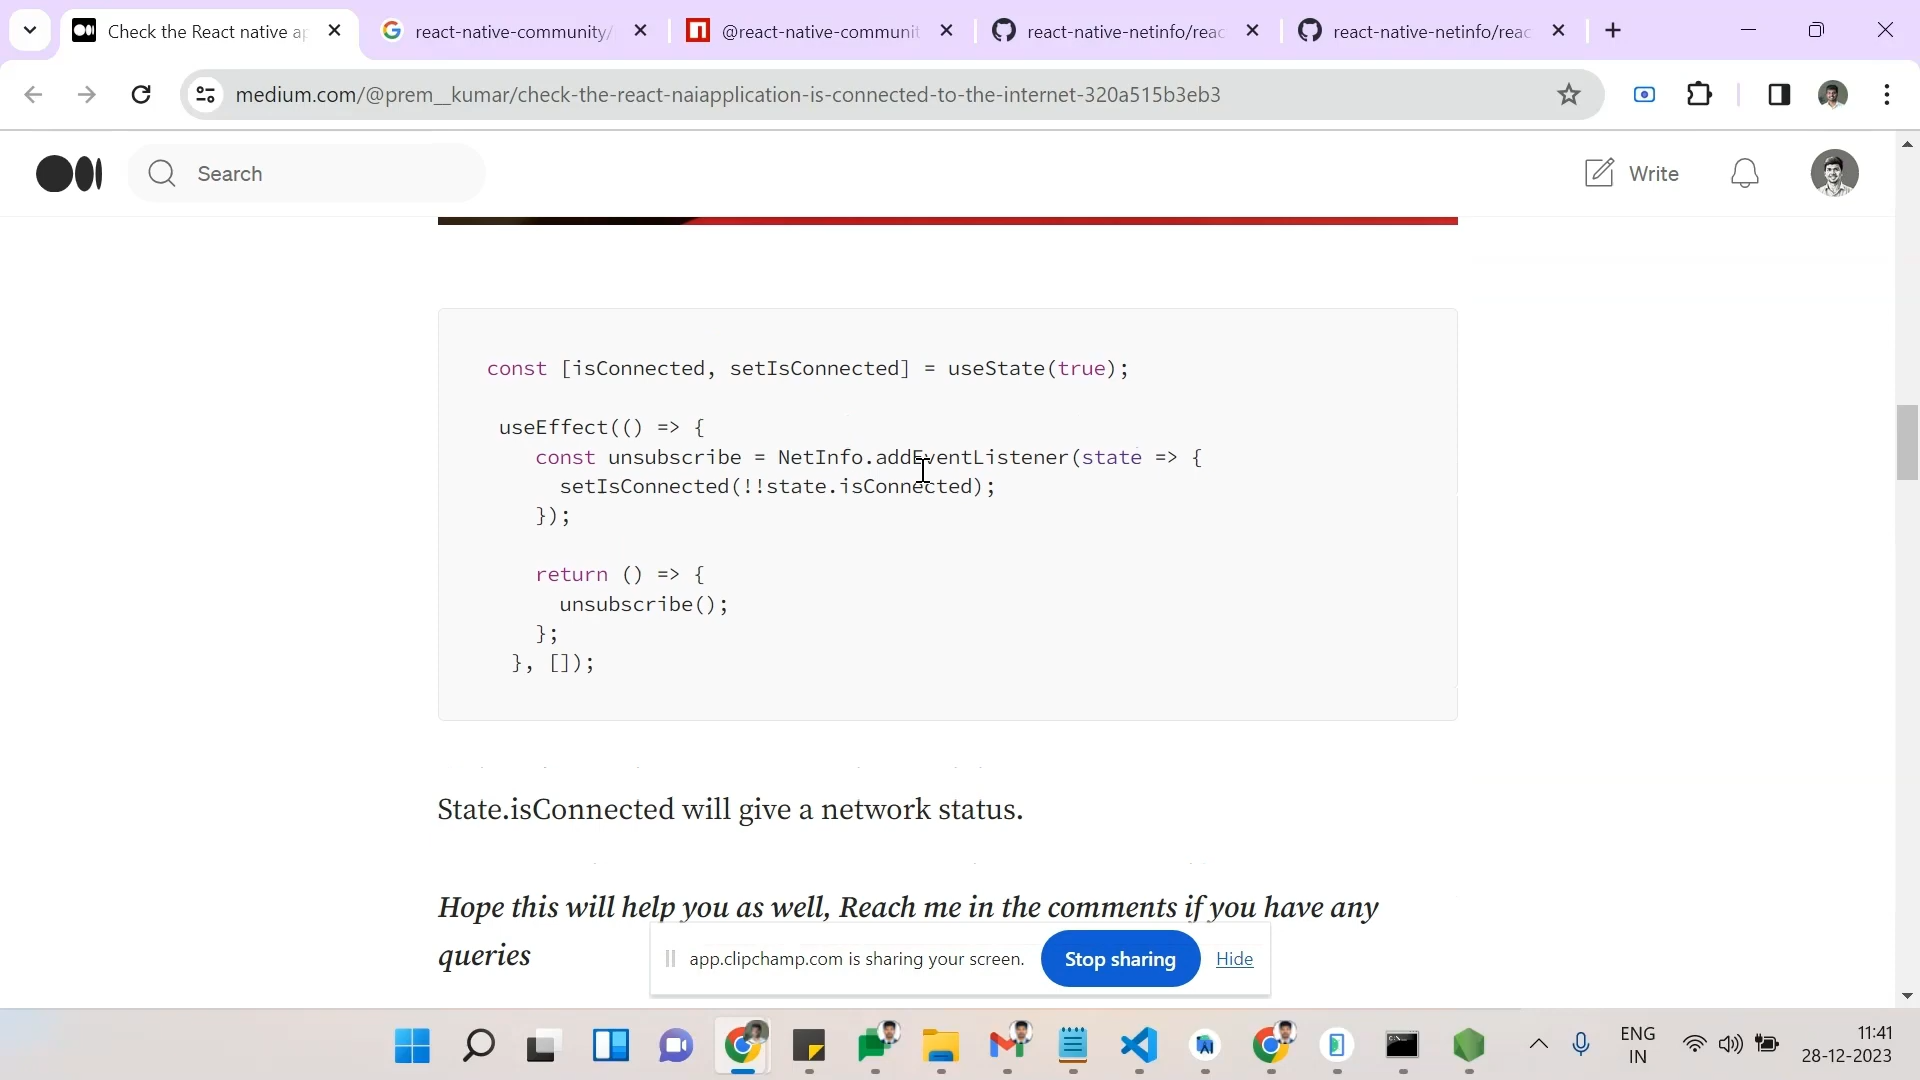 Check the React native ap
react-native-community/
@react-native-communit
react-native-netinfo/reac
react-native-netinfo/reac
medium.com/@prem__kumar/check-the-react-naiapplication-is-connected-to-the-internet-320a515b3eb3
Search
Write
const [isConnected, setIsConnected] = useState(true);
useEffect(() => {
const unsubscribe = NetInfo.addEventListener(state => {
setIsConnected(!!state.isConnected);
});
return () => {
unsubscribe();
};
}, []);
State.isConnected will give a network status.
Hope this will help you as well, Reach me in the comments if you have any
queries
app.clipchamp.com is sharing your screen.
Stop sharing
Hide
ENG
IN
11:41
28-12-2023